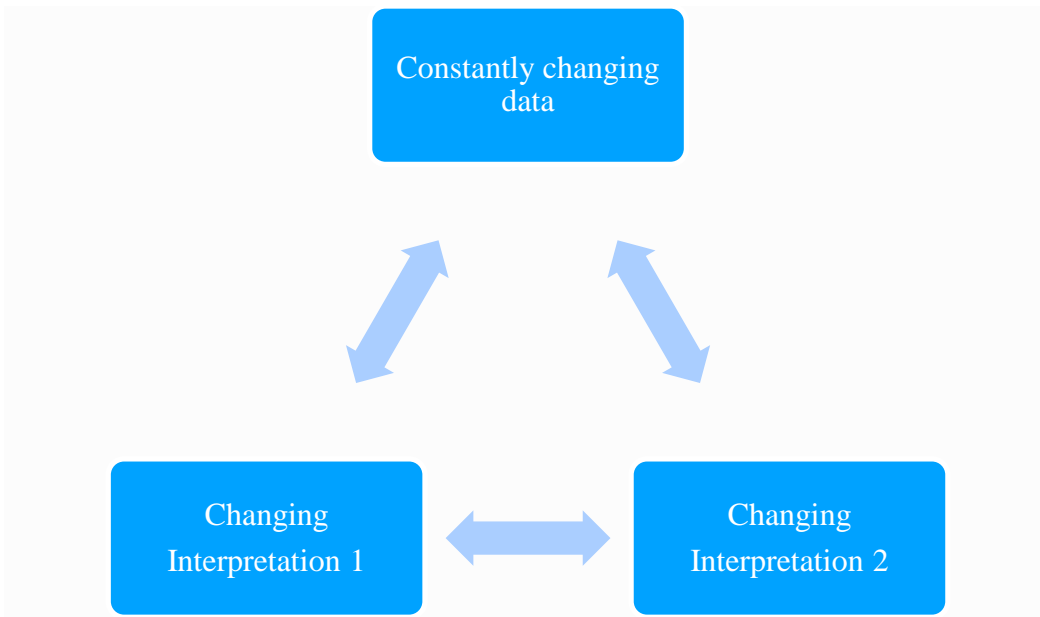 Constantly changing
data
Changing
Interpretation 1
Changing
Interpretation 2